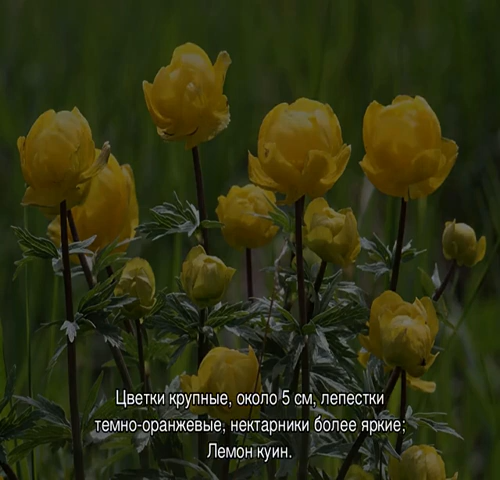 Цветки крупные, около 5 см, лепестки
темно-оранжевые, нектарники более яркие;
Лемон куин.